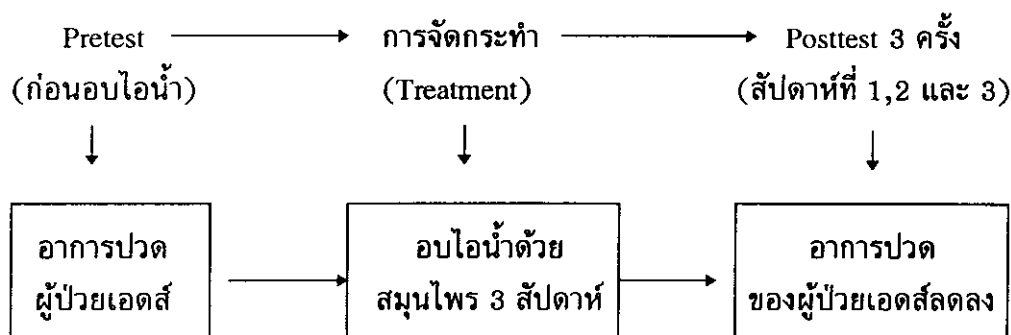 Pretest การจัดกระทำ Posttest 3 ครั้ง
(ก่อนอบไอน้ำ) (Treatment) (สัปดาห์ที่ 1,2 และ 3)
อาการปวด อบไอน้ำด้วย อาการปวด
ผู้ป่วยเอดส์ สมุนไพร 3 สัปดาห์ ของผู้ป่วยเอดส์ลดลง